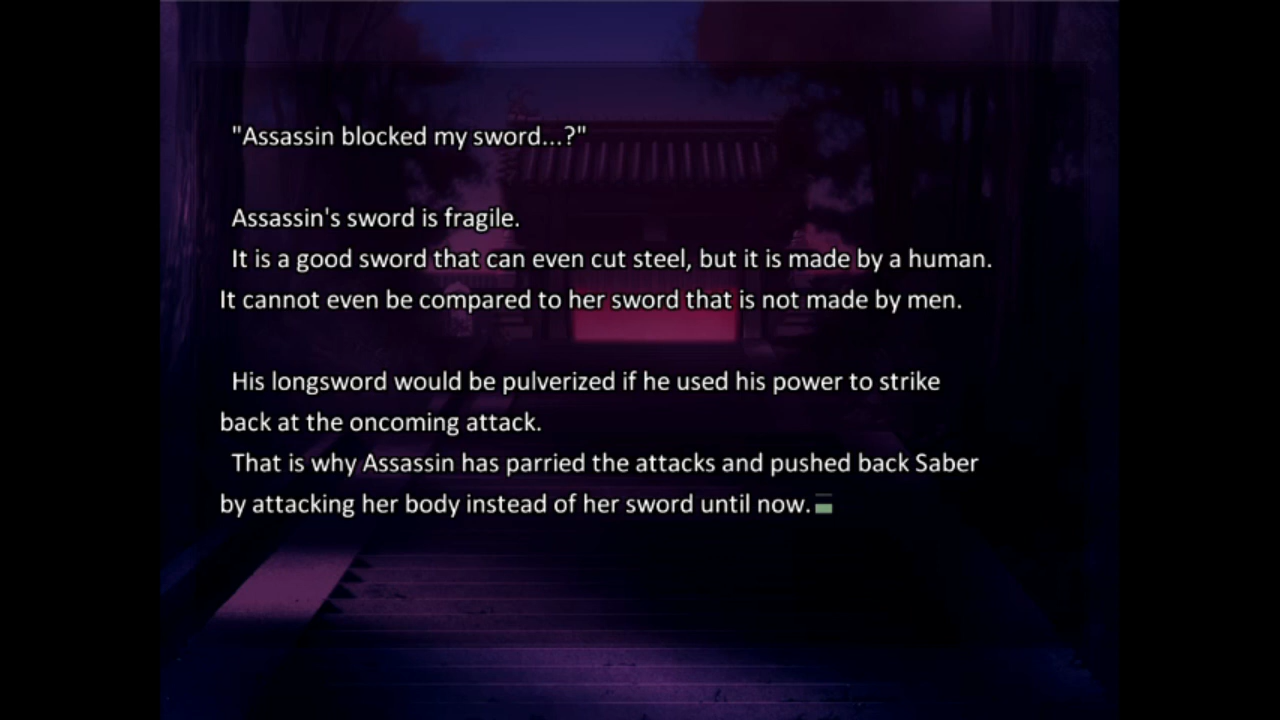 "Assassin blocked my sword...?"
Assassin's sword is fragile.
It is a good sword that can even cut steel, but it is made by a human.
It cannot even be compared to her sword that is not made by men.
His longsword would be pulverized if he used his power to strike
back at the oncoming attack.
That is why Assassin has parried the attacks and pushed back Saber
by attacking her body instead of her sword until now.